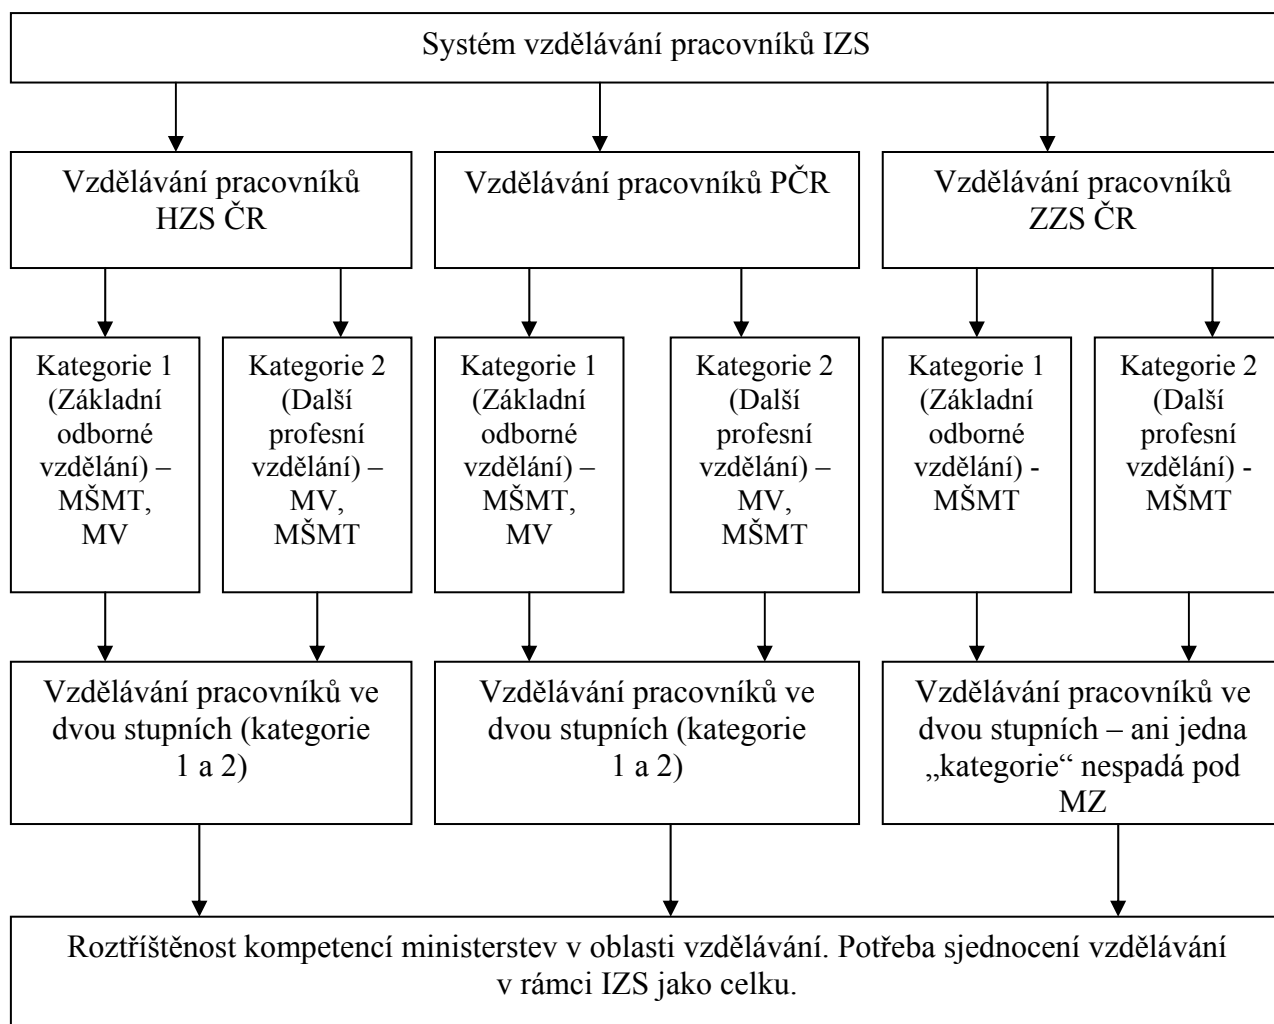 Systém vzdělávání pracovníků IZS
Vzdělávání pracovníků
HZS ČR
Vzdělávání pracovníků PČR
Vzdělávání pracovníků
ZZS ČR
Kategorie 1
(Základní
odborné
vzdělání) –
MŠMT,
MV
Kategorie 2
(Další
profesní
vzdělání) –
MV,
MŠMT
Kategorie 1
(Základní
odborné
vzdělání) –
MŠMT,
MV
Kategorie 2
(Další
profesní
vzdělání) –
MV,
MŠMT
Kategorie 1
(Základní
odborné
vzdělání) -
MŠMT
Kategorie 2
(Další
profesní
vzdělání) -
MŠMT
Vzdělávání pracovníků ve
dvou stupních (kategorie
1 a 2)
Vzdělávání pracovníků ve
dvou stupních (kategorie
1 a 2)
Vzdělávání pracovníků ve
dvou stupních – ani jedna
„kategorie“ nespadá pod
MZ
Roztříštěnost kompetencí ministerstev v oblasti vzdělávání. Potřeba sjednocení vzdělávání
v rámci IZS jako celku.